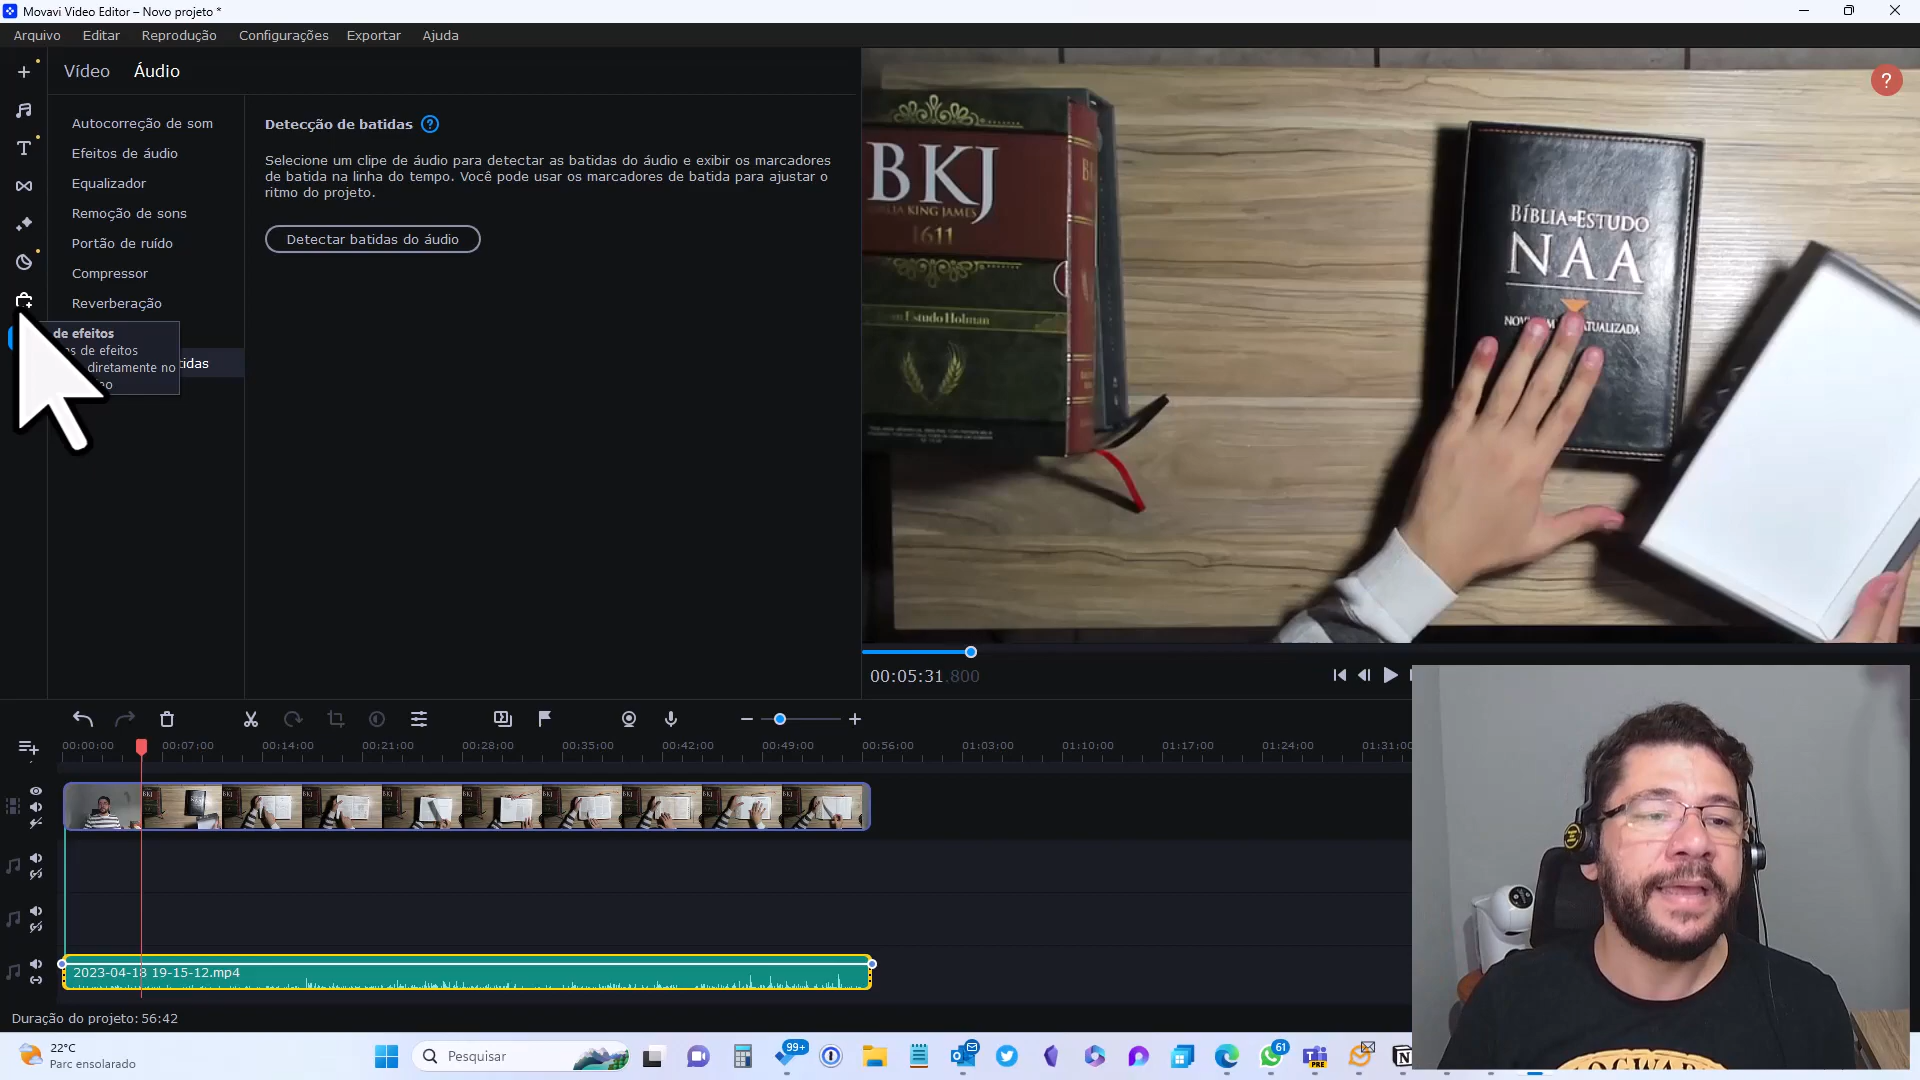 Movavi Video Editor – Novo projeto *
Arquivo Editar Reprodução Configurações Exportar Ajuda
Vídeo Áudio
Autocorreção de som
Efeitos de áudio
Equalizador
Remoção de sons
Portão de ruído
Compressor
Reverberação
de efeitos
de efeitos
diretamente no
Detecção de batidas ?
Selecione um clipe de áudio para detectar as batidas do áudio e exibir os marcadores
de batida na linha do tempo. Você pode usar os marcadores de batida para ajustar o
ritmo do projeto.
Detectar batidas do áudio
?
BKJ
KING JAMES
1611
Estudo Holman
BÍBLIA DE ESTUDO
NAA
00:05:31.800
00:00:00 00:07:00 00:14:00 00:21:00 00:28:00 00:35:00 00:42:00 00:49:00 00:56:00 01:03:00 01:10:00 01:17:00 01:24:00 01:31:00
2023-04-18 19-15-12.mp4
Duração do projeto: 56:42
22°C
Parc ensolarado
Pesquisar
99+
61
PRE
HOGWARTS